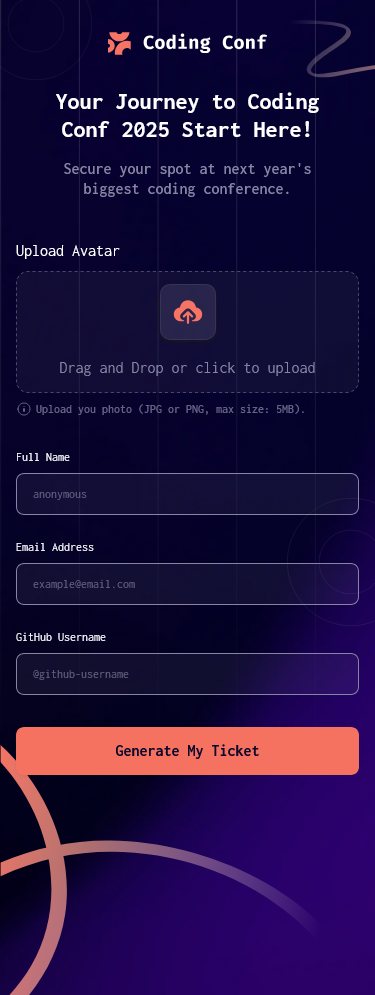 Coding Conf
Your Journey to Coding
Conf 2025 Start Here!
Secure your spot at next year's
biggest coding conference.
Upload Avatar
Drag and Drop or click to upload
Upload you photo (JPG or PNG, max size: 5MB).
Full Name
anonymous
Email Address
example@email.com
GitHub Username
@github-username
Generate My Ticket